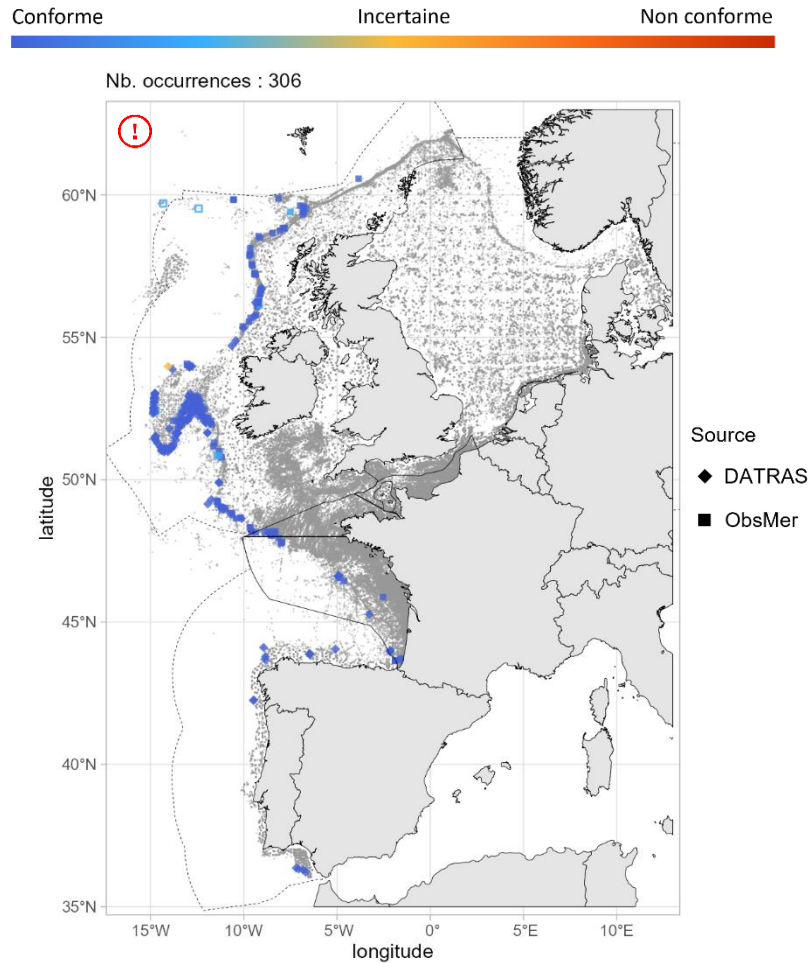 Conforme Incertaine Non conforme
Nb. occurrences : 306
!
60°N
55°N
50°N
45°N
40°N
35°N
latitude
15°W 10°W 5°W 0° 5°E 10°E
longitude
Source
DATRAS
ObsMer